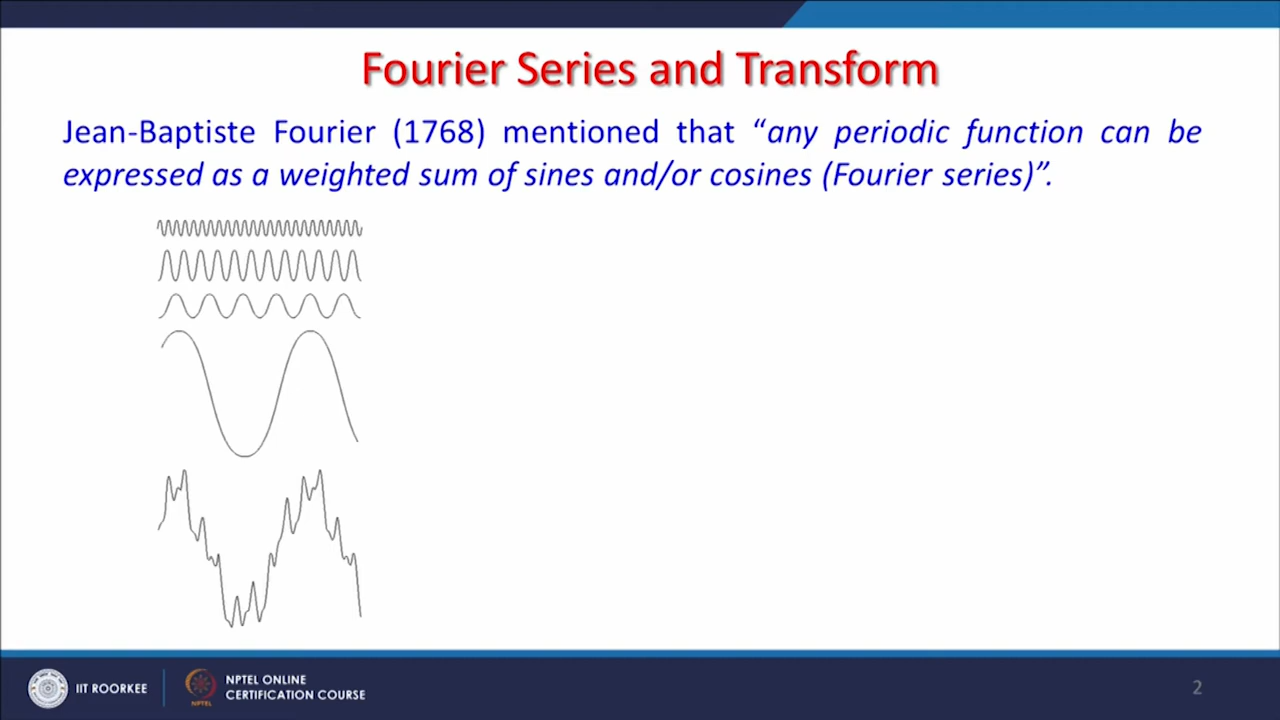 Fourier Series and Transform
Jean-Baptiste Fourier (1768) mentioned that “any periodic function can be
expressed as a weighted sum of sines and/or cosines (Fourier series)”.
IIT ROORKEE
NPTEL
NPTEL ONLINE
CERTIFICATION COURSE
2